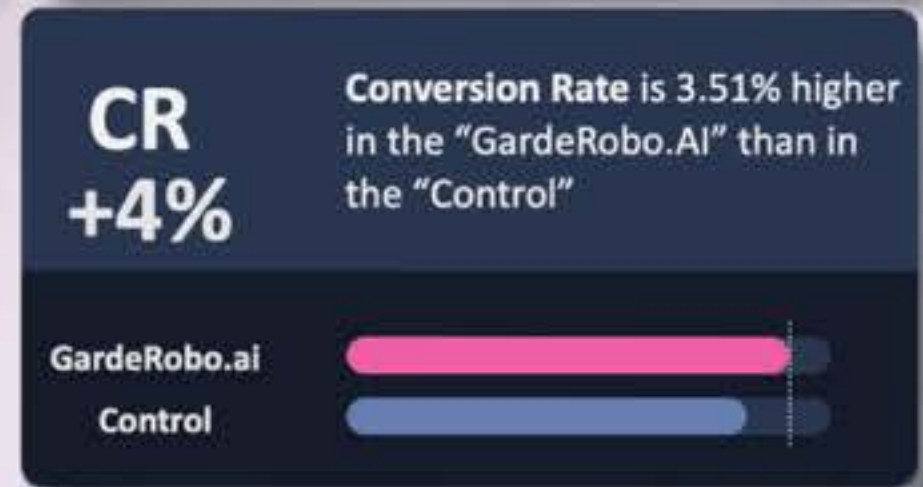 CR
+4%
Conversion Rate is 3.51% higher
in the “GardeRobo.AI” than in
the “Control”
GardeRobo.ai
Control